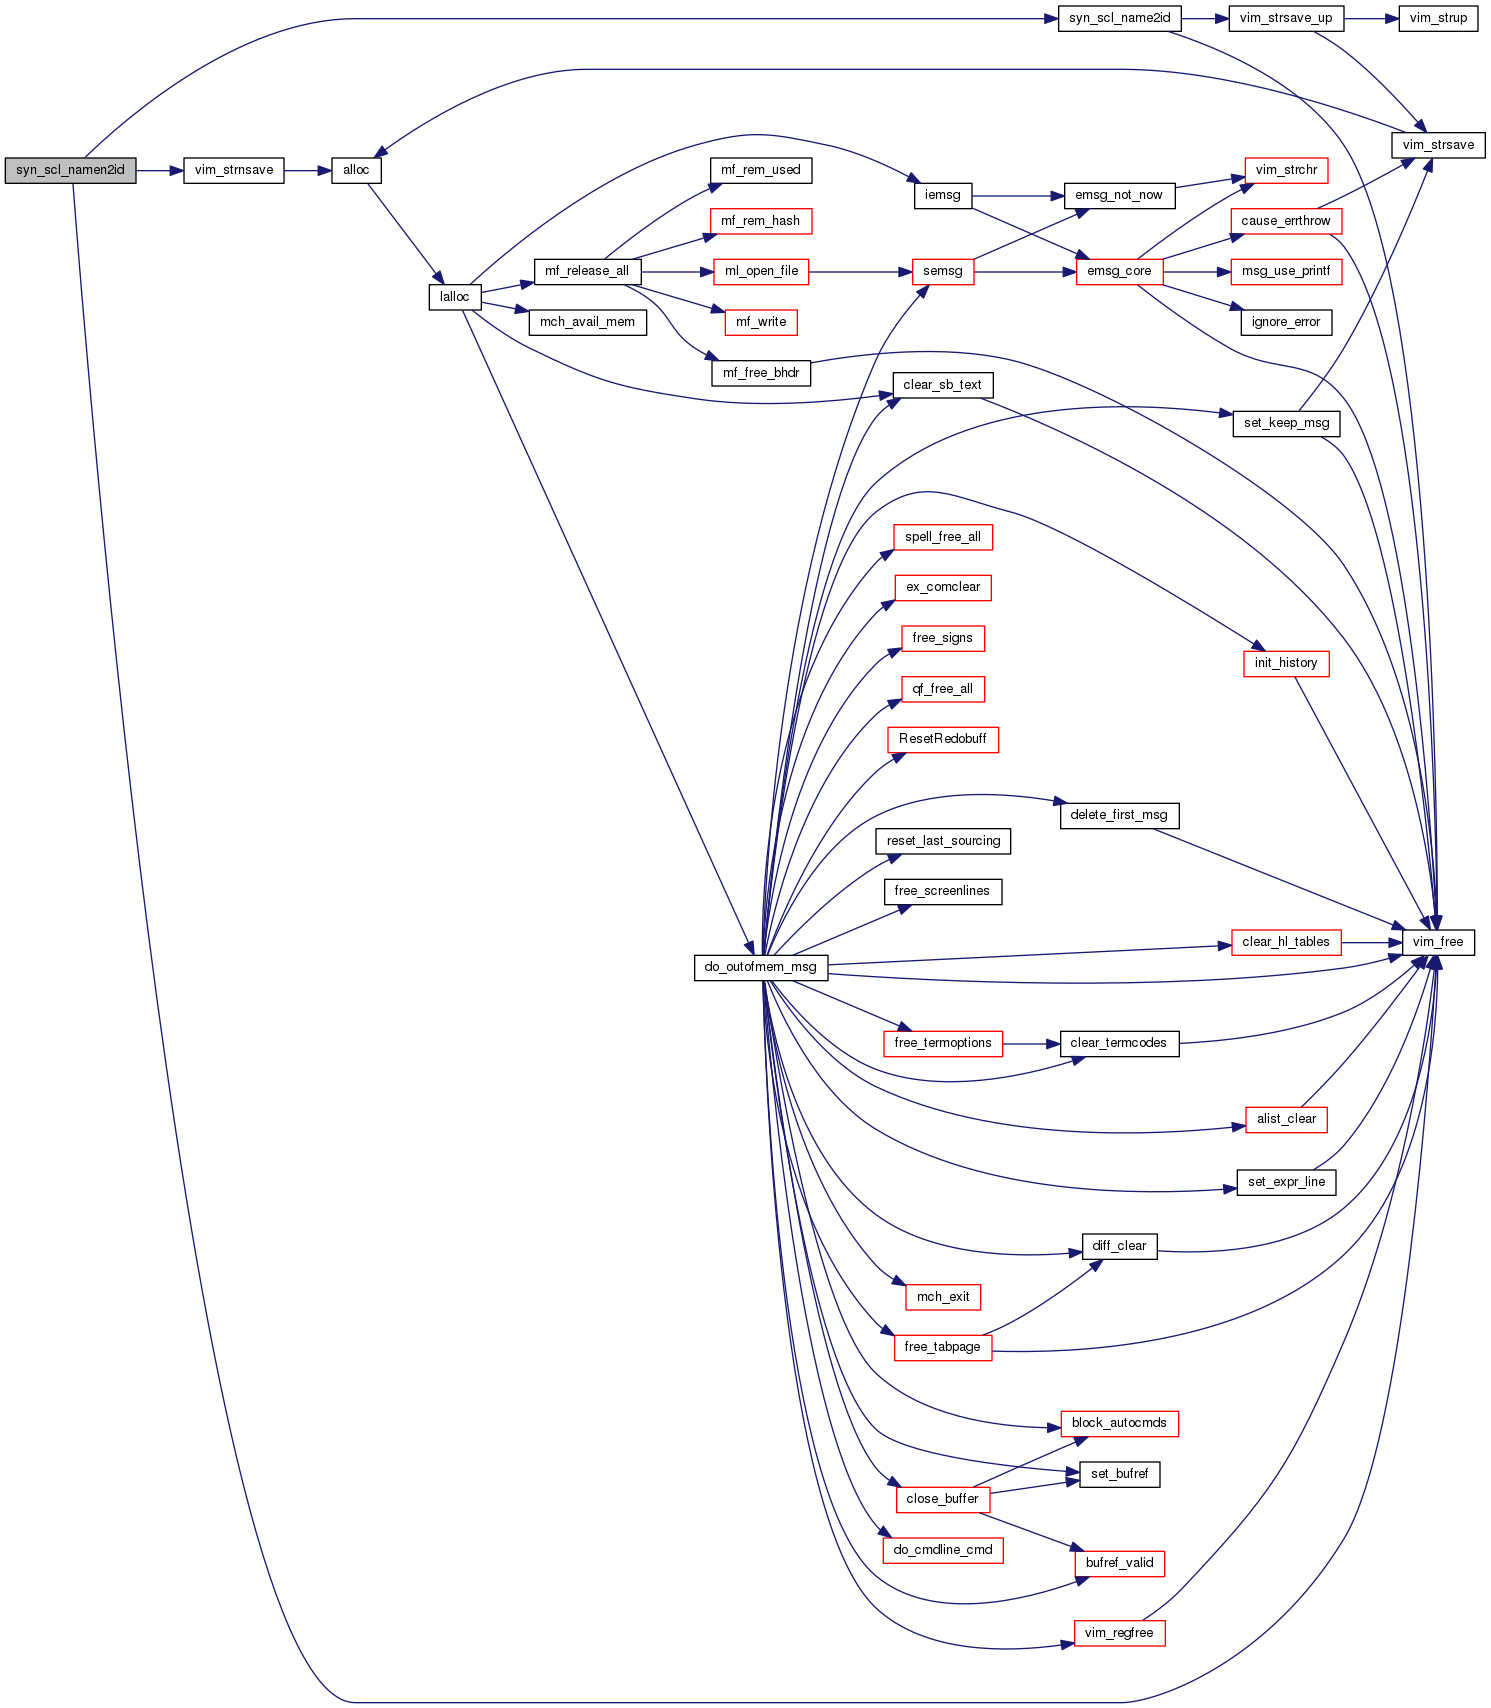 syn_scl_name2id
vim_strsave_up
vim_strup
vim_strsave
syn_scl_namen2id
vim_strnsave
alloc
mf_rem_used
vim_strchr
iemsg
emsg_not_now
mf_rem_hash
cause_errthrow
mf_release_all
ml_open_file
semsg
emsg_core
msg_use_printf
lalloc
mch_avail_mem
mf_write
ignore_error
mf_free_bhdr
clear_sb_text
set_keep_msg
spell_free_all
ex_comclear
free_signs
init_history
qf_free_all
ResetRedobuff
delete_first_msg
reset_last_sourcing
free_screenlines
clear_hl_tables
vim_free
do_outofmem_msg
free_termoptions
clear_termcodes
alist_clear
set_expr_line
diff_clear
mch_exit
free_tabpage
block_autocmds
set_bufref
close_buffer
do_cmdline_cmd
bufref_valid
vim_regfree